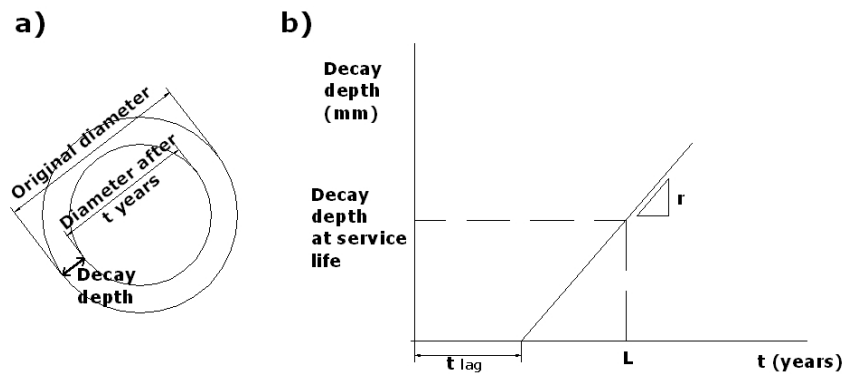 a)
Original diameter
Diameter after
t years
Decay
depth
b)
Decay
depth
(mm)
Decay
depth
at service
life
r
t lag
L
t (years)